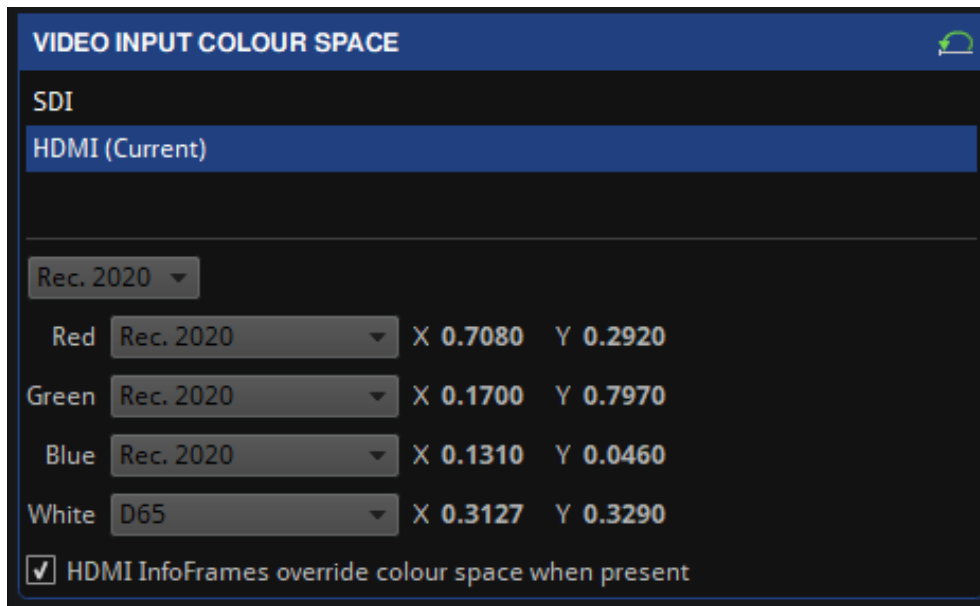 VIDEO INPUT COLOUR SPACE
SDI
HDMI (Current)
Rec. 2020
Red Rec. 2020 X 0.7080 Y 0.2920
Green Rec. 2020 X 0.1700 Y 0.7970
Blue Rec. 2020 X 0.1310 Y 0.0460
White D65 X 0.3127 Y 0.3290
HDMI InfoFrames override colour space when present